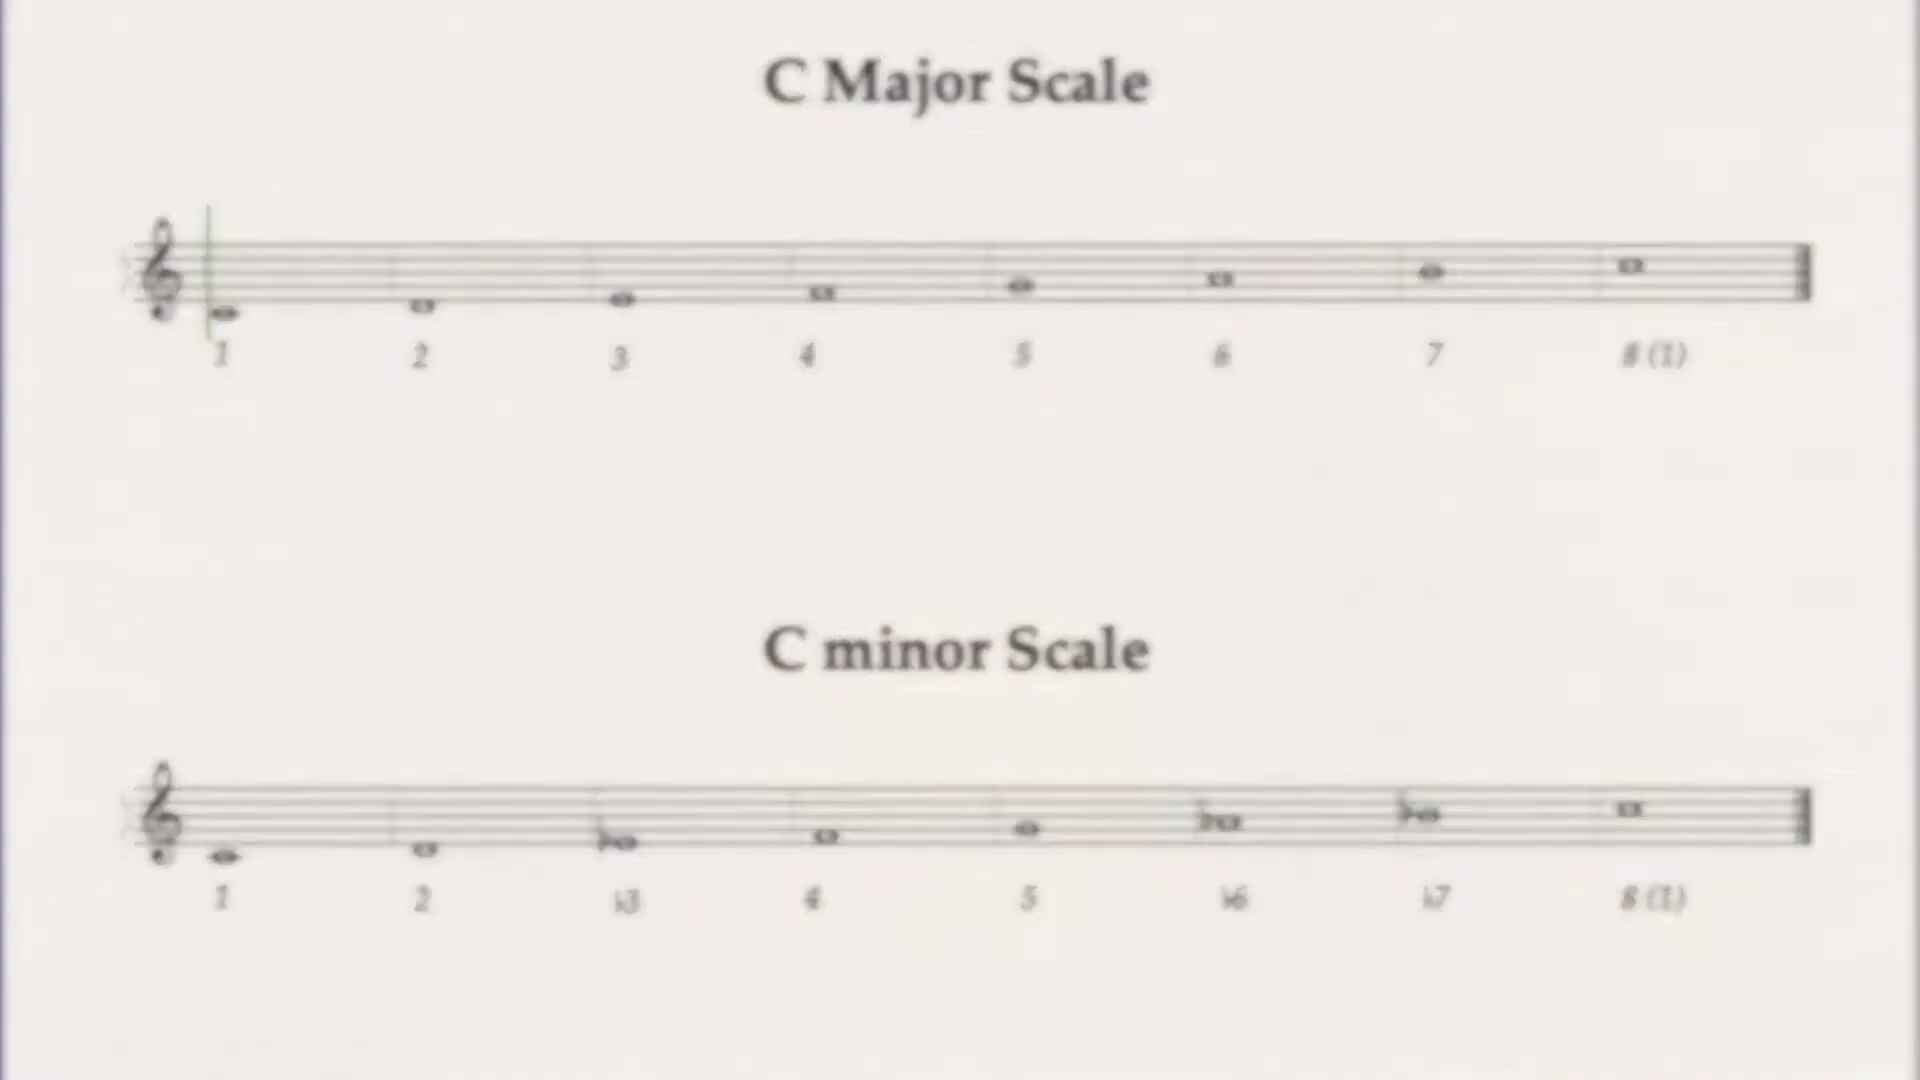 C Major Scale
1 2 3 4 5 6 7 8 (1)
C minor Scale
1 2 ♭3 4 5 ♭6 ♭7 8 (1)